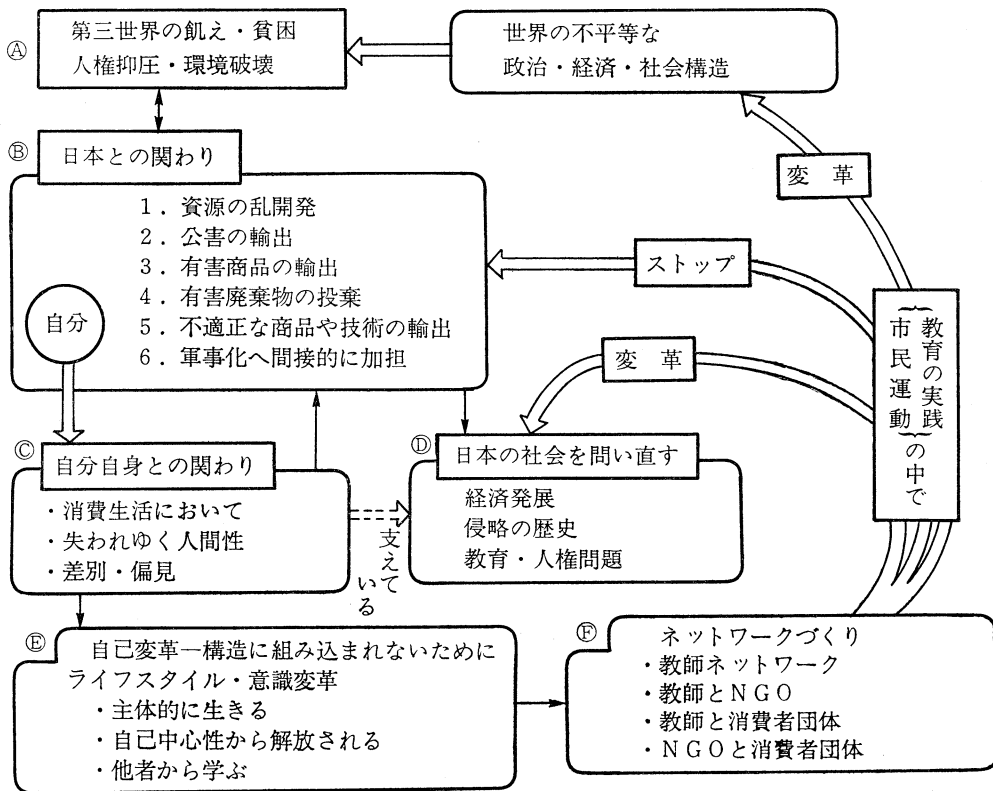 Ⓐ
第三世界の飢え・貧困
人権抑圧・環境破壊
世界の不平等な
政治・経済・社会構造
変革
Ⓑ
日本との関わり
1．資源の乱開発
2．公害の輸出
3．有害商品の輸出
4．有害廃棄物の投棄
5．不適正な商品や技術の輸出
6．軍事化へ間接的に加担
自分
ストップ
変革
教育の実践
市民運動
の中で
Ⓒ
自分自身との関わり
・消費生活において
・失われゆく人間性
・差別・偏見
支えて
いる
Ⓓ
日本の社会を問い直す
経済発展
侵略の歴史
教育・人権問題
Ⓔ
自己変革―構造に組み込まれないために
ライフスタイル・意識変革
・主体的に生きる
・自己中心性から解放される
・他者から学ぶ
Ⓕ
ネットワークづくり
・教師ネットワーク
・教師とNGO
・教師と消費者団体
・NGOと消費者団体